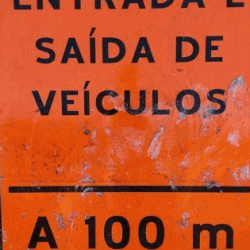 ENTRADA E
SAÍDA DE
VEÍCULOS
A 100 m